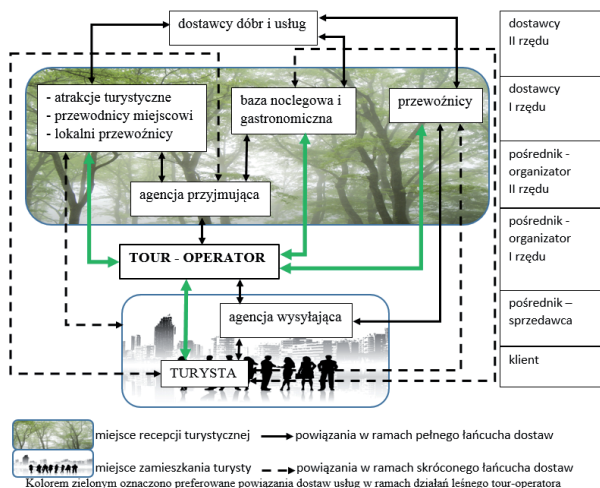 dostawcy dóbr i usług
dostawcy
II rzędu
- atrakcje turystyczne
- przewodnicy miejscowi
- lokalni przewoźnicy
baza noclegowa i
gastronomiczna
przewoźnicy
dostawcy
I rzędu
agencja przyjmująca
pośrednik -
organizator
II rzędu
TOUR - OPERATOR
pośrednik -
organizator
I rzędu
agencja wysyłająca
pośrednik –
sprzedawca
TURYSTA
klient
miejsce recepcji turystycznej
powiązania w ramach pełnego łańcucha dostaw
miejsce zamieszkania turysty
powiązania w ramach skróconego łańcucha dostaw
Kolorem zielonym oznaczono preferowane powiązania dostaw usług w ramach działań leśnego tour-operatora